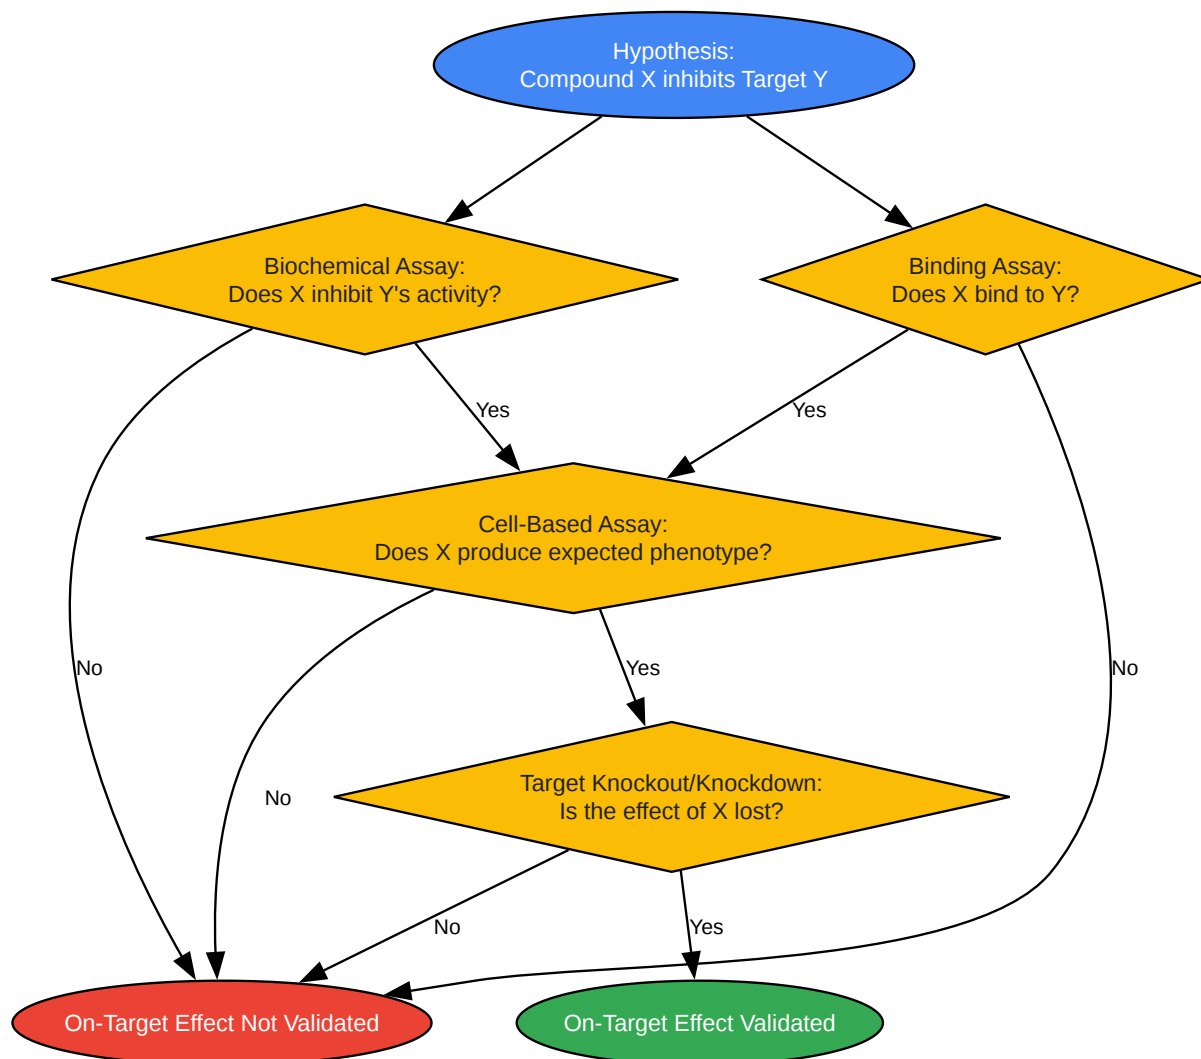 Hypothesis:
Compound X inhibits Target Y
Biochemical Assay:
Does X inhibit Y's activity?
Binding Assay:
Does X bind to Y?
Yes
Yes
Cell-Based Assay:
Does X produce expected phenotype?
No
Yes
No
Target Knockout/Knockdown:
Is the effect of X lost?
No
No
Yes
On-Target Effect Not Validated
On-Target Effect Validated